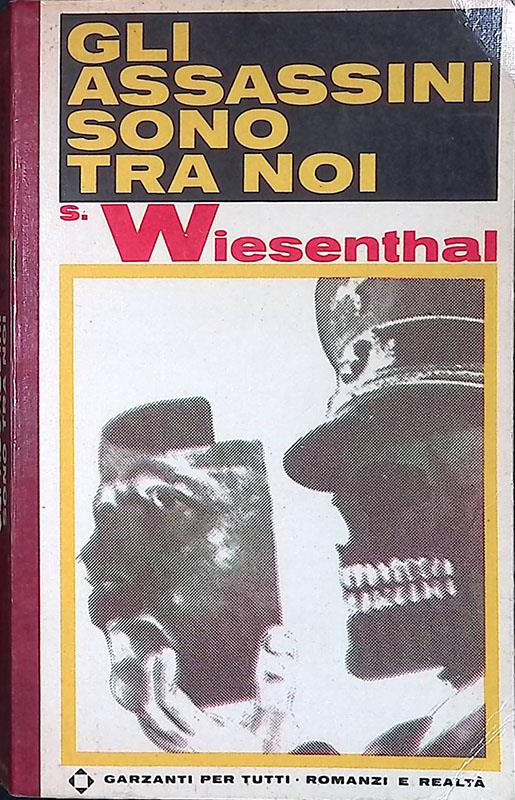 GLI
ASSASSINI
SONO
TRA NOI
S. Wiesenthal
SONO TRA NOI
GARZANTI PER TUTTI · ROMANZI E REALTÀ